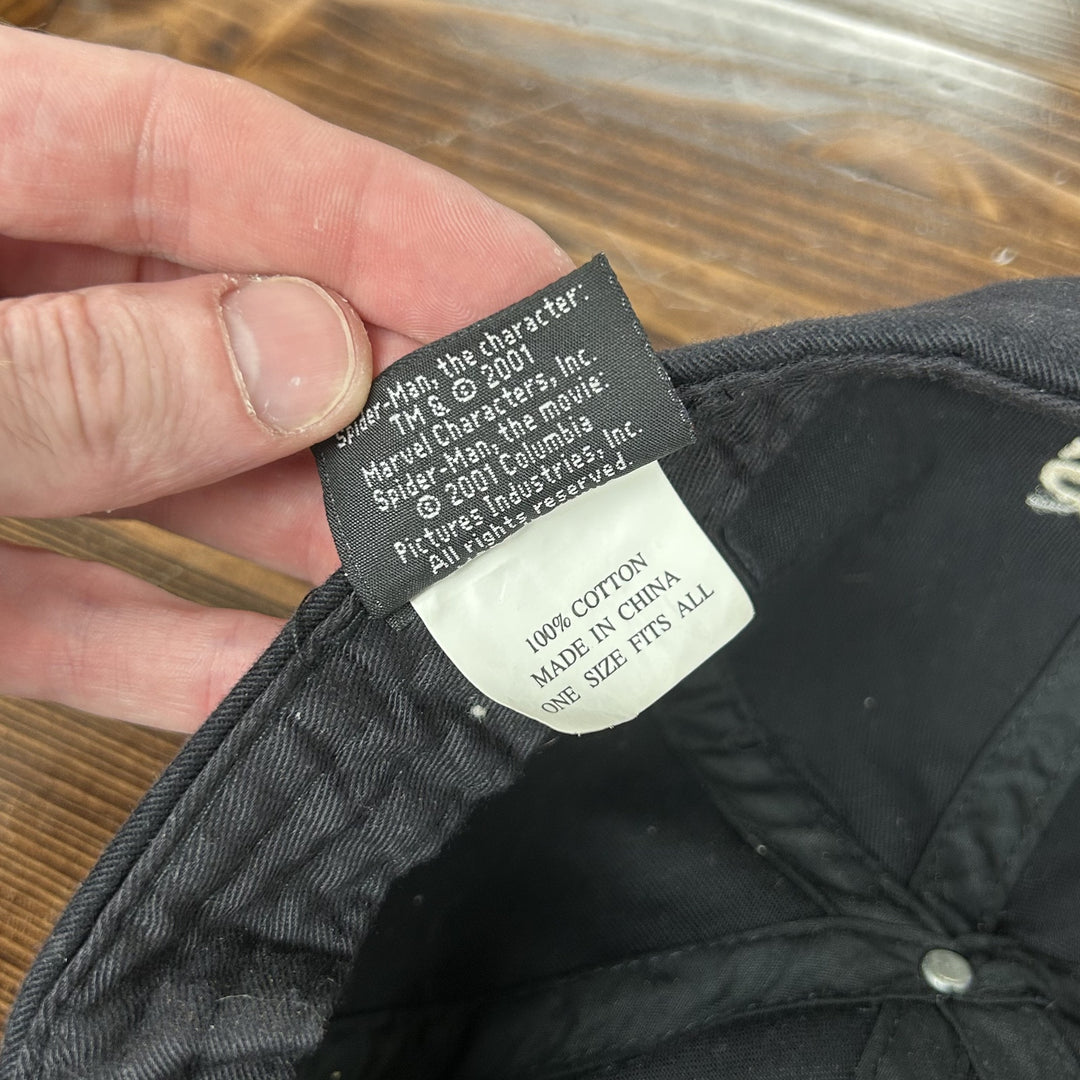 Spider-Man, the character:
TM & © 2001
Marvel Characters, Inc.
Spider-Man, the movie:
© 2001 Columbia
Pictures Industries, Inc.
All rights reserved.
100% COTTON
MADE IN CHINA
ONE SIZE FITS ALL